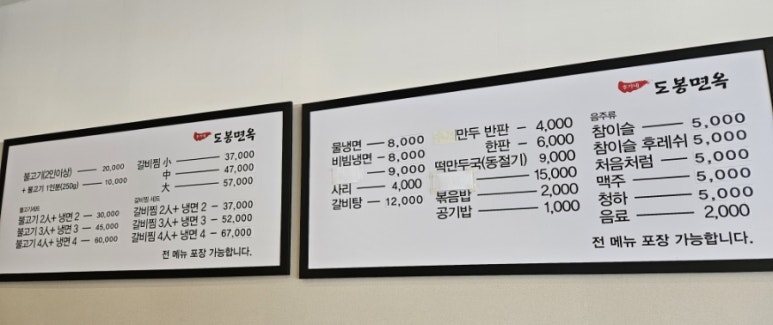 도봉면옥
불고기(2인이상) — 20,000
+ 불고기 1인분(250g) — 10,000
불고기세트
불고기 2人+ 냉면 2 — 30,000
불고기 3人+ 냉면 3 — 45,000
불고기 4人+ 냉면 4 — 60,000
갈비찜 小 — 37,000
中 — 47,000
大 — 57,000
갈비찜 세트
갈비찜 2人+ 냉면 2 — 37,000
갈비찜 3人+ 냉면 3 — 52,000
갈비찜 4人+ 냉면 4 — 67,000
전 메뉴 포장 가능합니다.
도봉면옥
물냉면 — 8,000
비빔냉면 — 8,000
— 9,000
사리 — 4,000
갈비탕 — 12,000
만두 반판 — 4,000
한판 — 6,000
떡만두국(동절기) 9,000
— 15,000
볶음밥 — 2,000
공기밥 — 1,000
음주류
참이슬 — 5,000
참이슬 후레쉬 5,000
처음처럼 — 5,000
맥주 — 5,000
청하 — 5,000
음료 — 2,000
전 메뉴 포장 가능합니다.